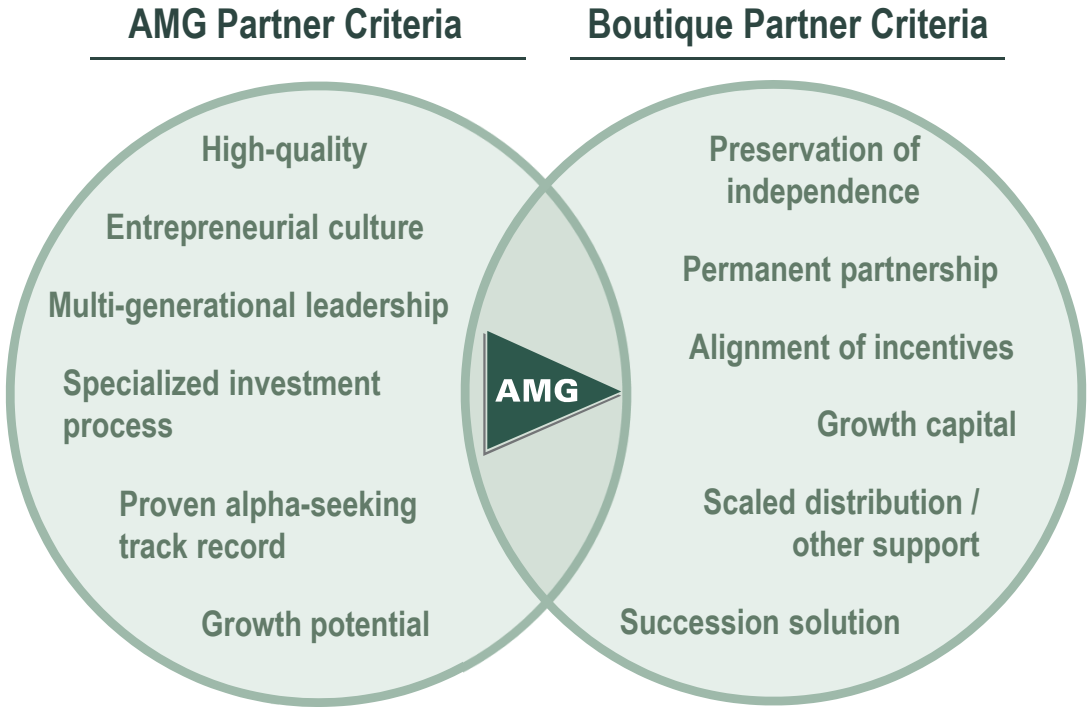 AMG Partner Criteria
High-quality
Entrepreneurial culture
Multi-generational leadership
Specialized investment
process
Proven alpha-seeking
track record
Growth potential
AMG
Boutique Partner Criteria
Preservation of
independence
Permanent partnership
Alignment of incentives
Growth capital
Scaled distribution /
other support
Succession solution